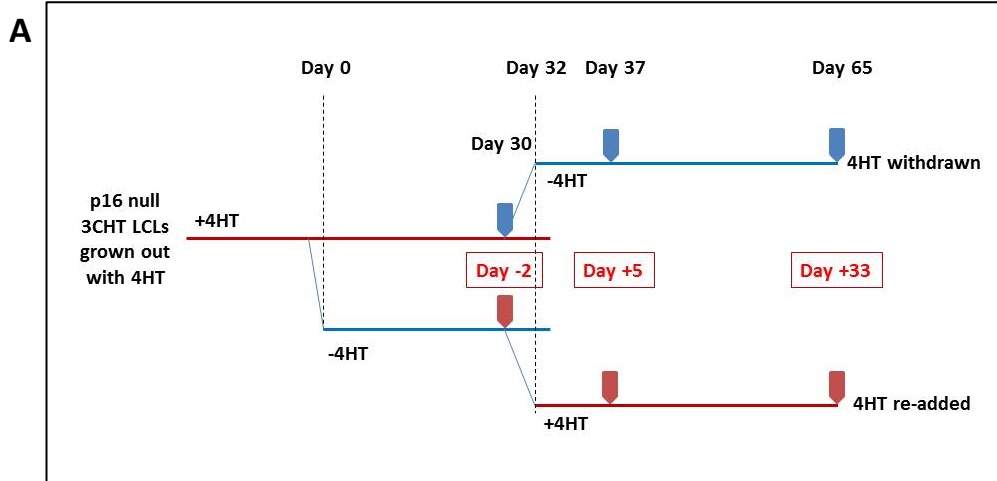 A
Day 0
Day 32
Day 37
Day 65
Day 30
4HT withdrawn
-4HT
p16 null
3CHT LCLs
grown out
with 4HT
+4HT
Day -2
Day +5
Day +33
-4HT
4HT re-added
+4HT